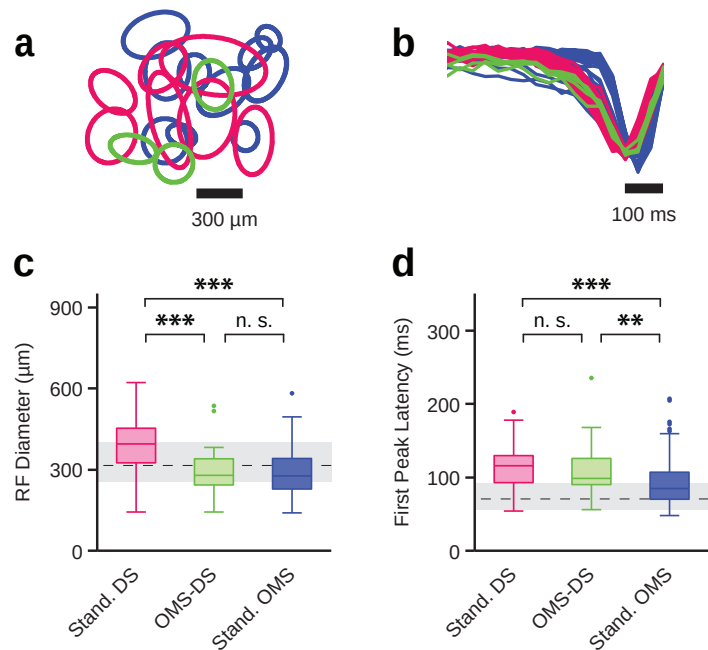 a
300 µm
b
100 ms
c
RF Diameter (µm)
900
600
300
0
***
***
n. s.
Stand. DS
OMS-DS
Stand. OMS
d
First Peak Latency (ms)
300
200
100
0
***
n. s.
**
Stand. DS
OMS-DS
Stand. OMS